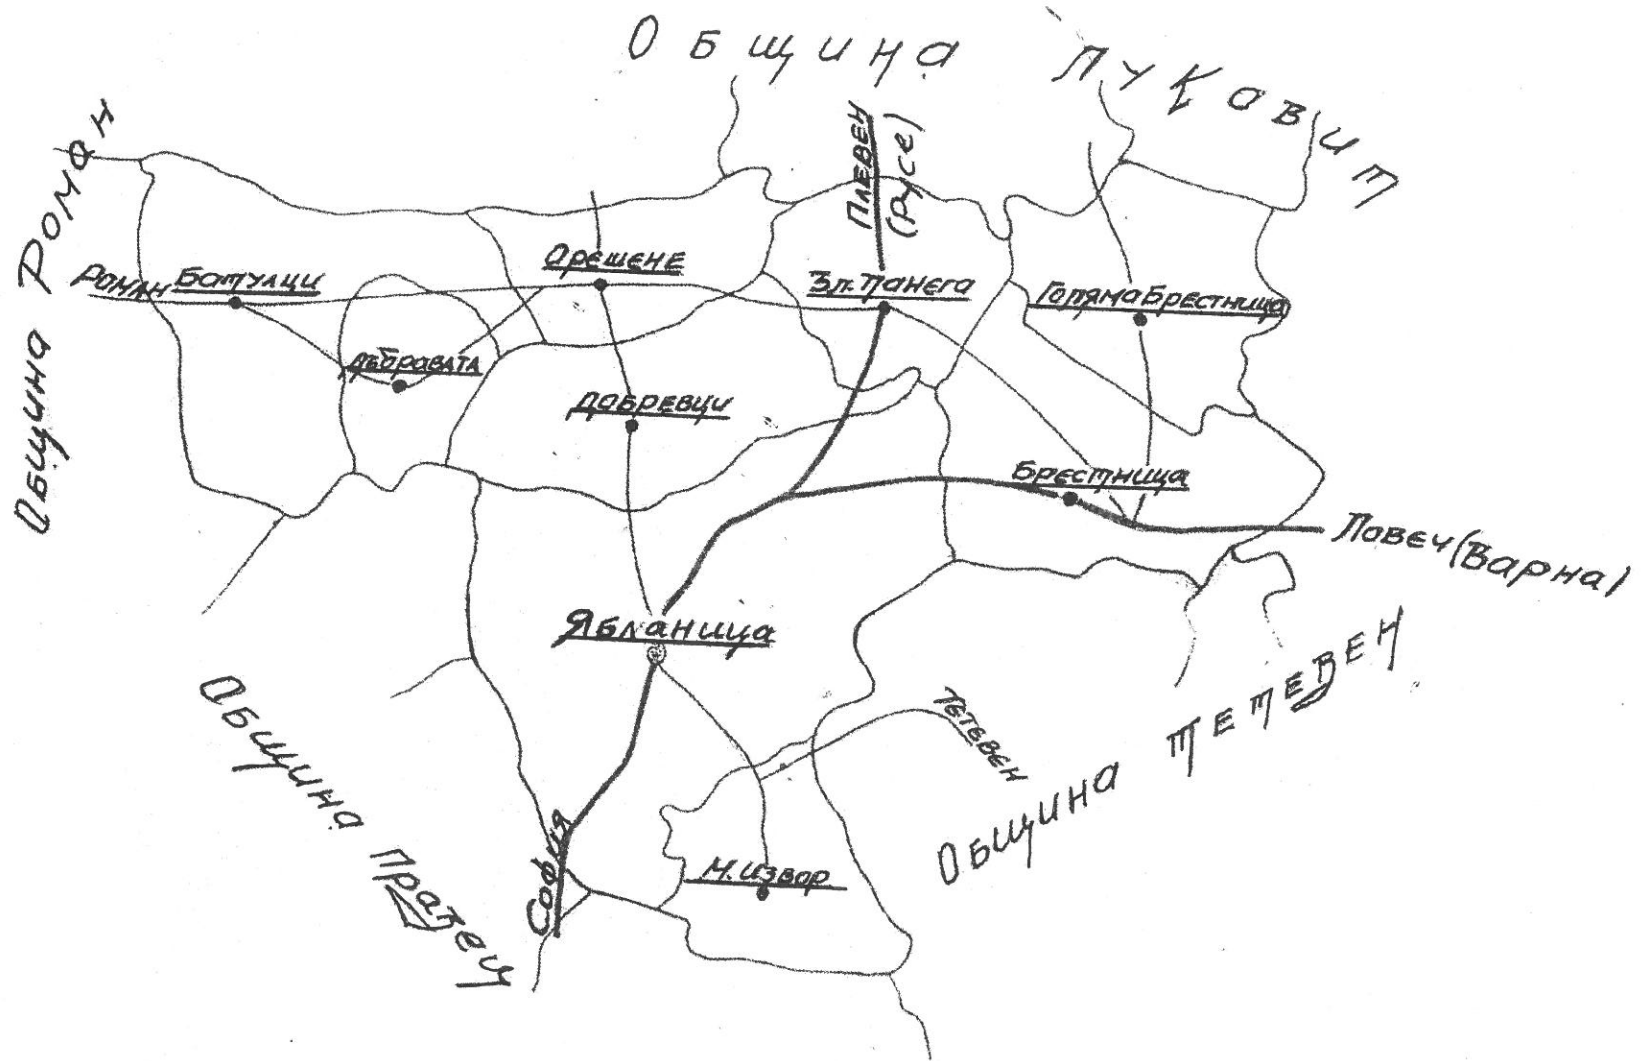 Община Луковит
Община Роман
Плевен
(Русе)
Роман
Батулци
Орешене
Зл. Панега
Голяма Брестница
Дъбравата
Добревци
Брестница
Ловеч (Варна)
Ябланица
Община Тетевен
Тетевен
Община Правец
София
М. Извор